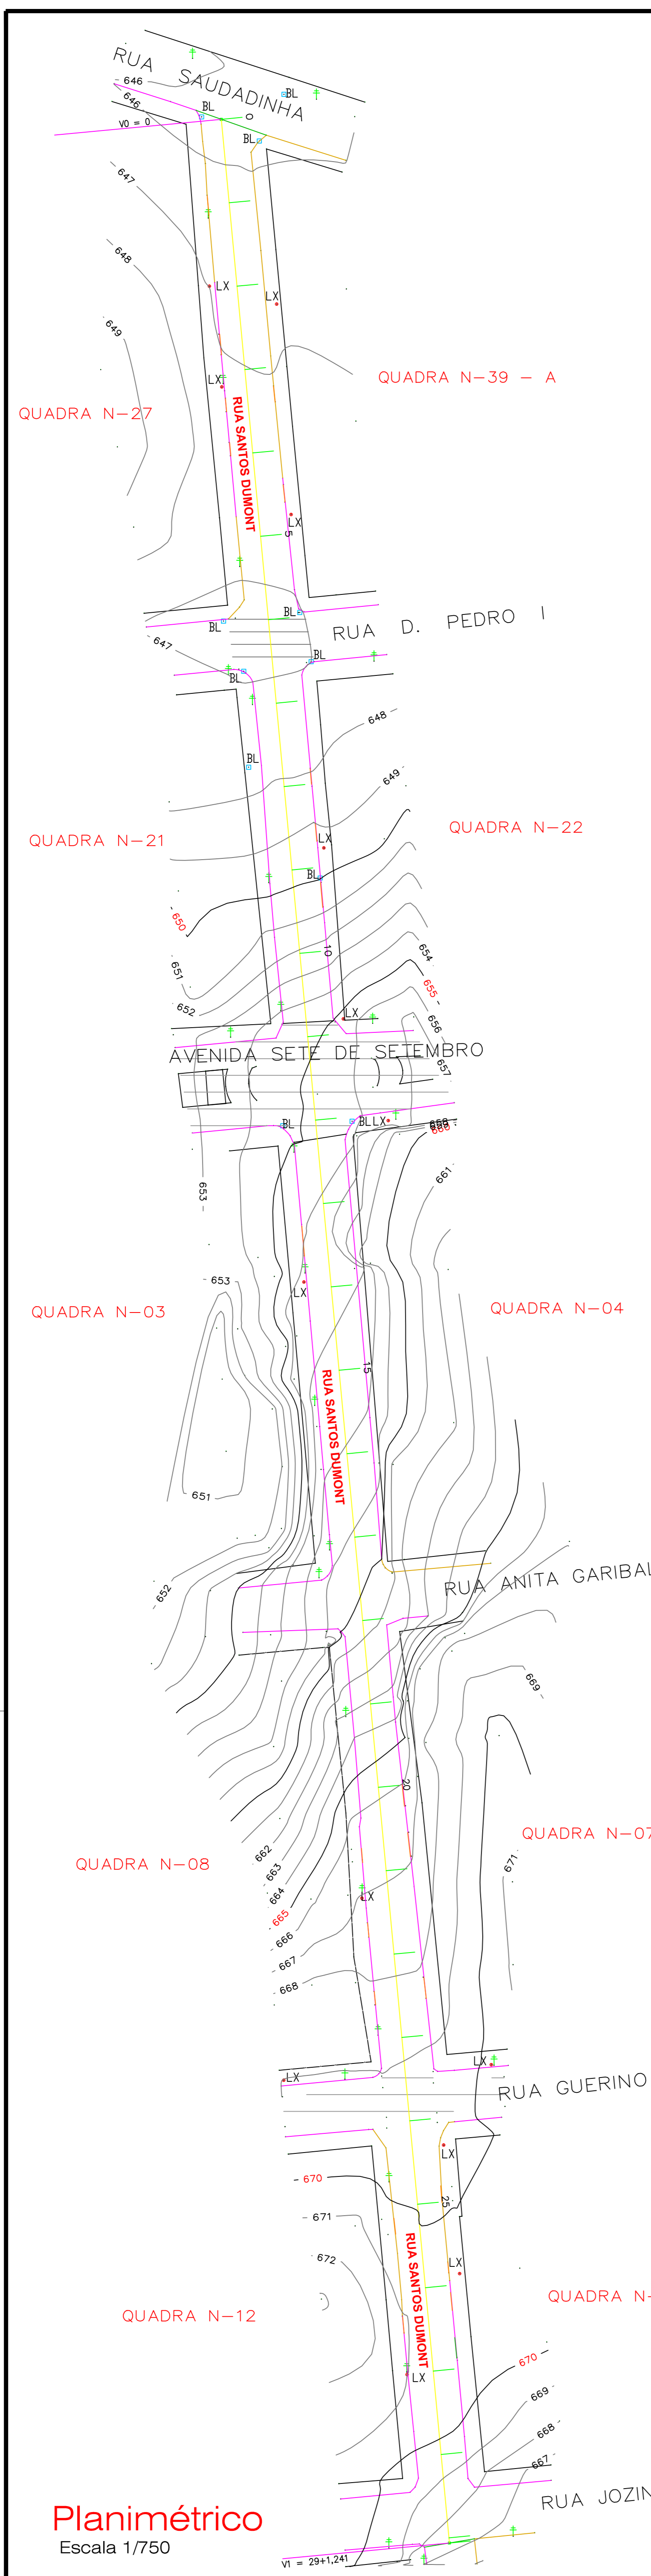 RUA SAUDADINHA
BL
646
646
BL
0
V0 = 0
BL
647
648
LX
LX
649
QUADRA N-39 - A
LX
QUADRA N-27
RUA SANTOS DUMONT
LX
5
BL
RUA D. PEDRO I
BL
647
BL
BL
648
BL
649
QUADRA N-22
LX
QUADRA N-21
BL
650
10
654
651
655
652
LX
656
AVENIDA SETE DE SETEMBRO
657
BL
BL
LX
660
661
653
653
LX
QUADRA N-04
QUADRA N-03
15
RUA SANTOS DUMONT
651
RUA ANITA GARIBAL
652
669
20
QUADRA N-07
662
QUADRA N-08
671
663
664
LX
665
666
667
668
LX
LX
RUA GUERINO
LX
670
25
671
RUA SANTOS DUMONT
672
LX
QUADRA N-
QUADRA N-12
670
LX
669
668
667
RUA JOZIN
Planimétrico
Escala 1/750
V1 = 29+1,241